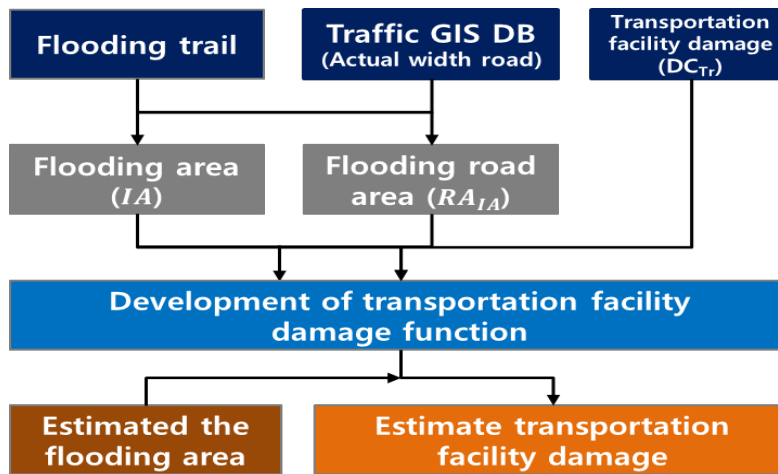 Flooding trail
Traffic GIS DB
(Actual width road)
Transportation
facility damage
(DC_Tr)
Flooding area
(IA)
Flooding road
area (RA_IA)
Development of transportation facility
damage function
Estimated the
flooding area
Estimate transportation
facility damage